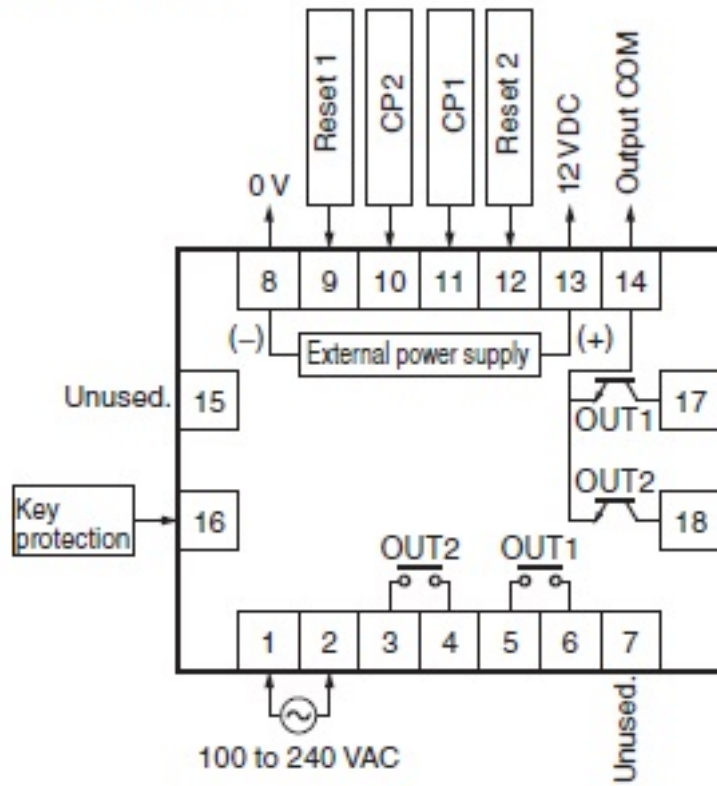 Reset 1
CP2
CP1
Reset 2
12 VDC
Output COM
0 V
8
9
10
11
12
13
14
(−)
External power supply
(+)
Unused.
15
17
OUT1
Key
protection
16
OUT2
18
OUT2
OUT1
1
2
3
4
5
6
7
100 to 240 VAC
Unused.